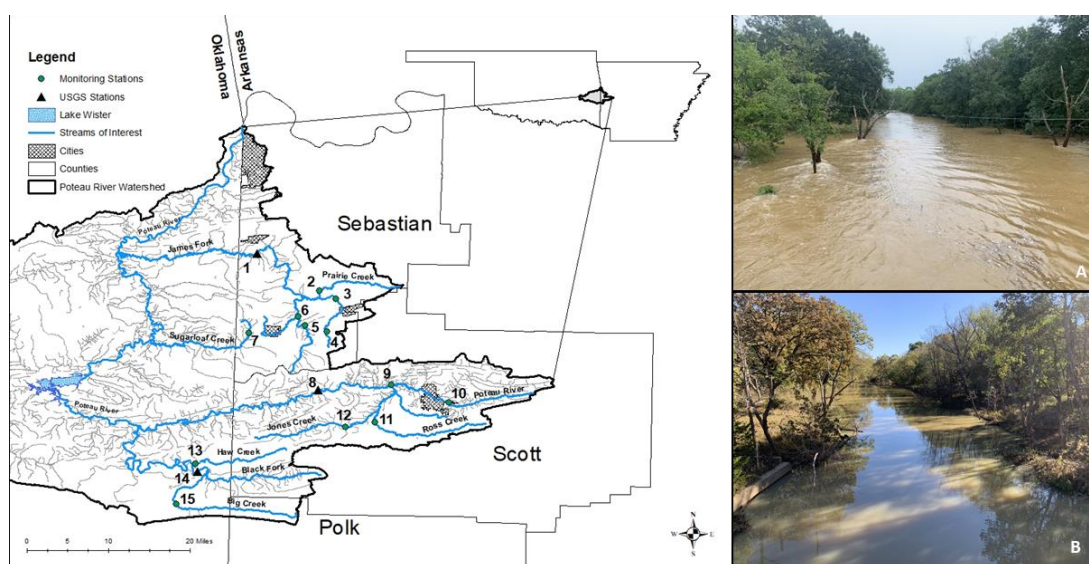 Oklahoma
Arkansas
Legend
Monitoring Stations
USGS Stations
Lake Wister
Streams of Interest
Cities
Counties
Poteau River Watershed
Poteau River
Sebastian
James Fork
1
2
Prairie Creek
3
6
5
4
Sugarloaf Creek
7
8
9
10
Poteau River
Poteau River
Jones Creek
12
11
Ross Creek
13
Haw Creek
Scott
14
Black Fork
15
Big Creek
Polk
0 5 10 20 Miles
N
W E
S
A
B